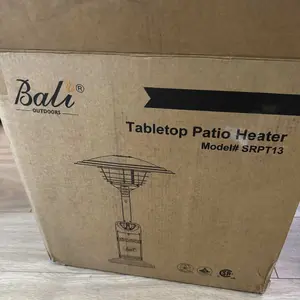 Bali®
OUTDOORS
Tabletop Patio Heater
Model# SRPT13